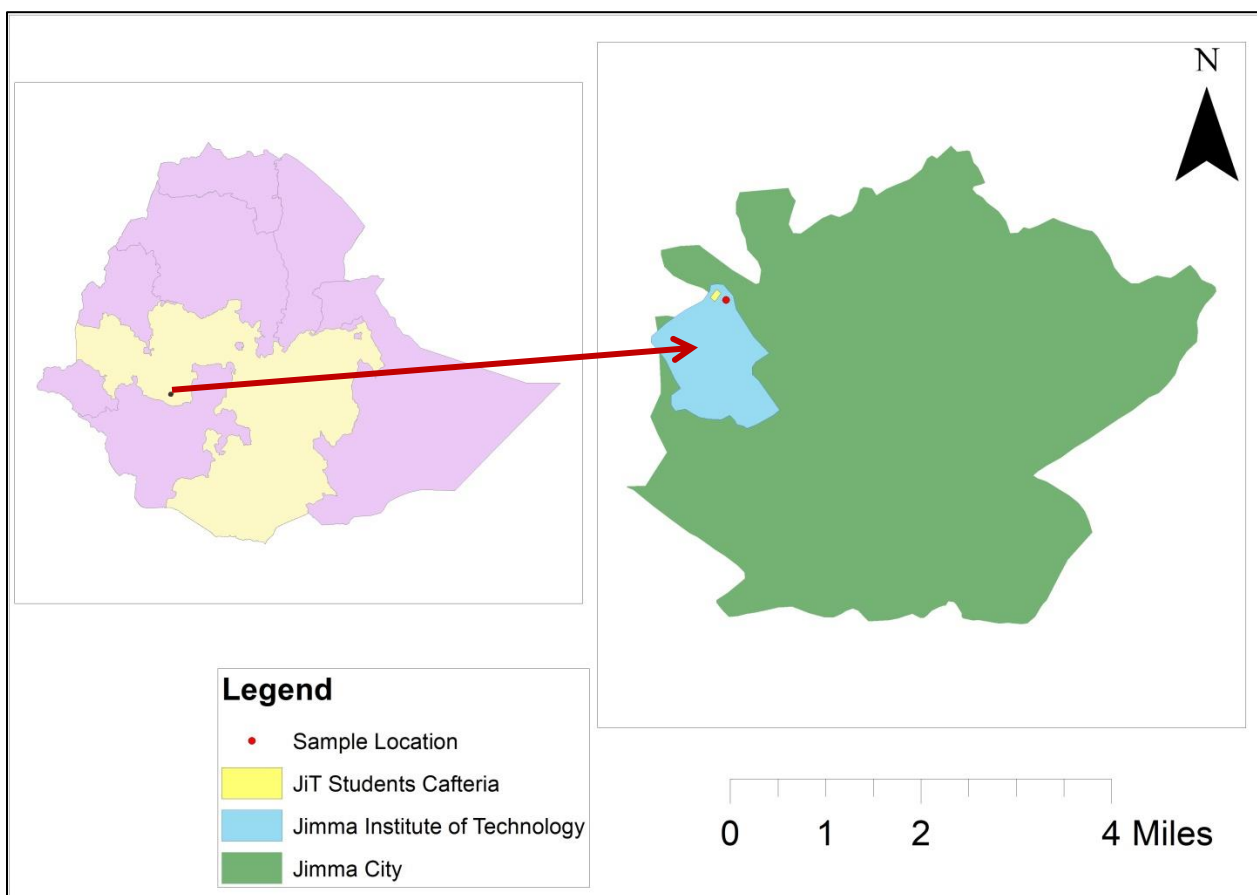 N
Legend
Sample Location
JiT Students Cafteria
Jimma Institute of Technology
Jimma City
0 1 2 4 Miles